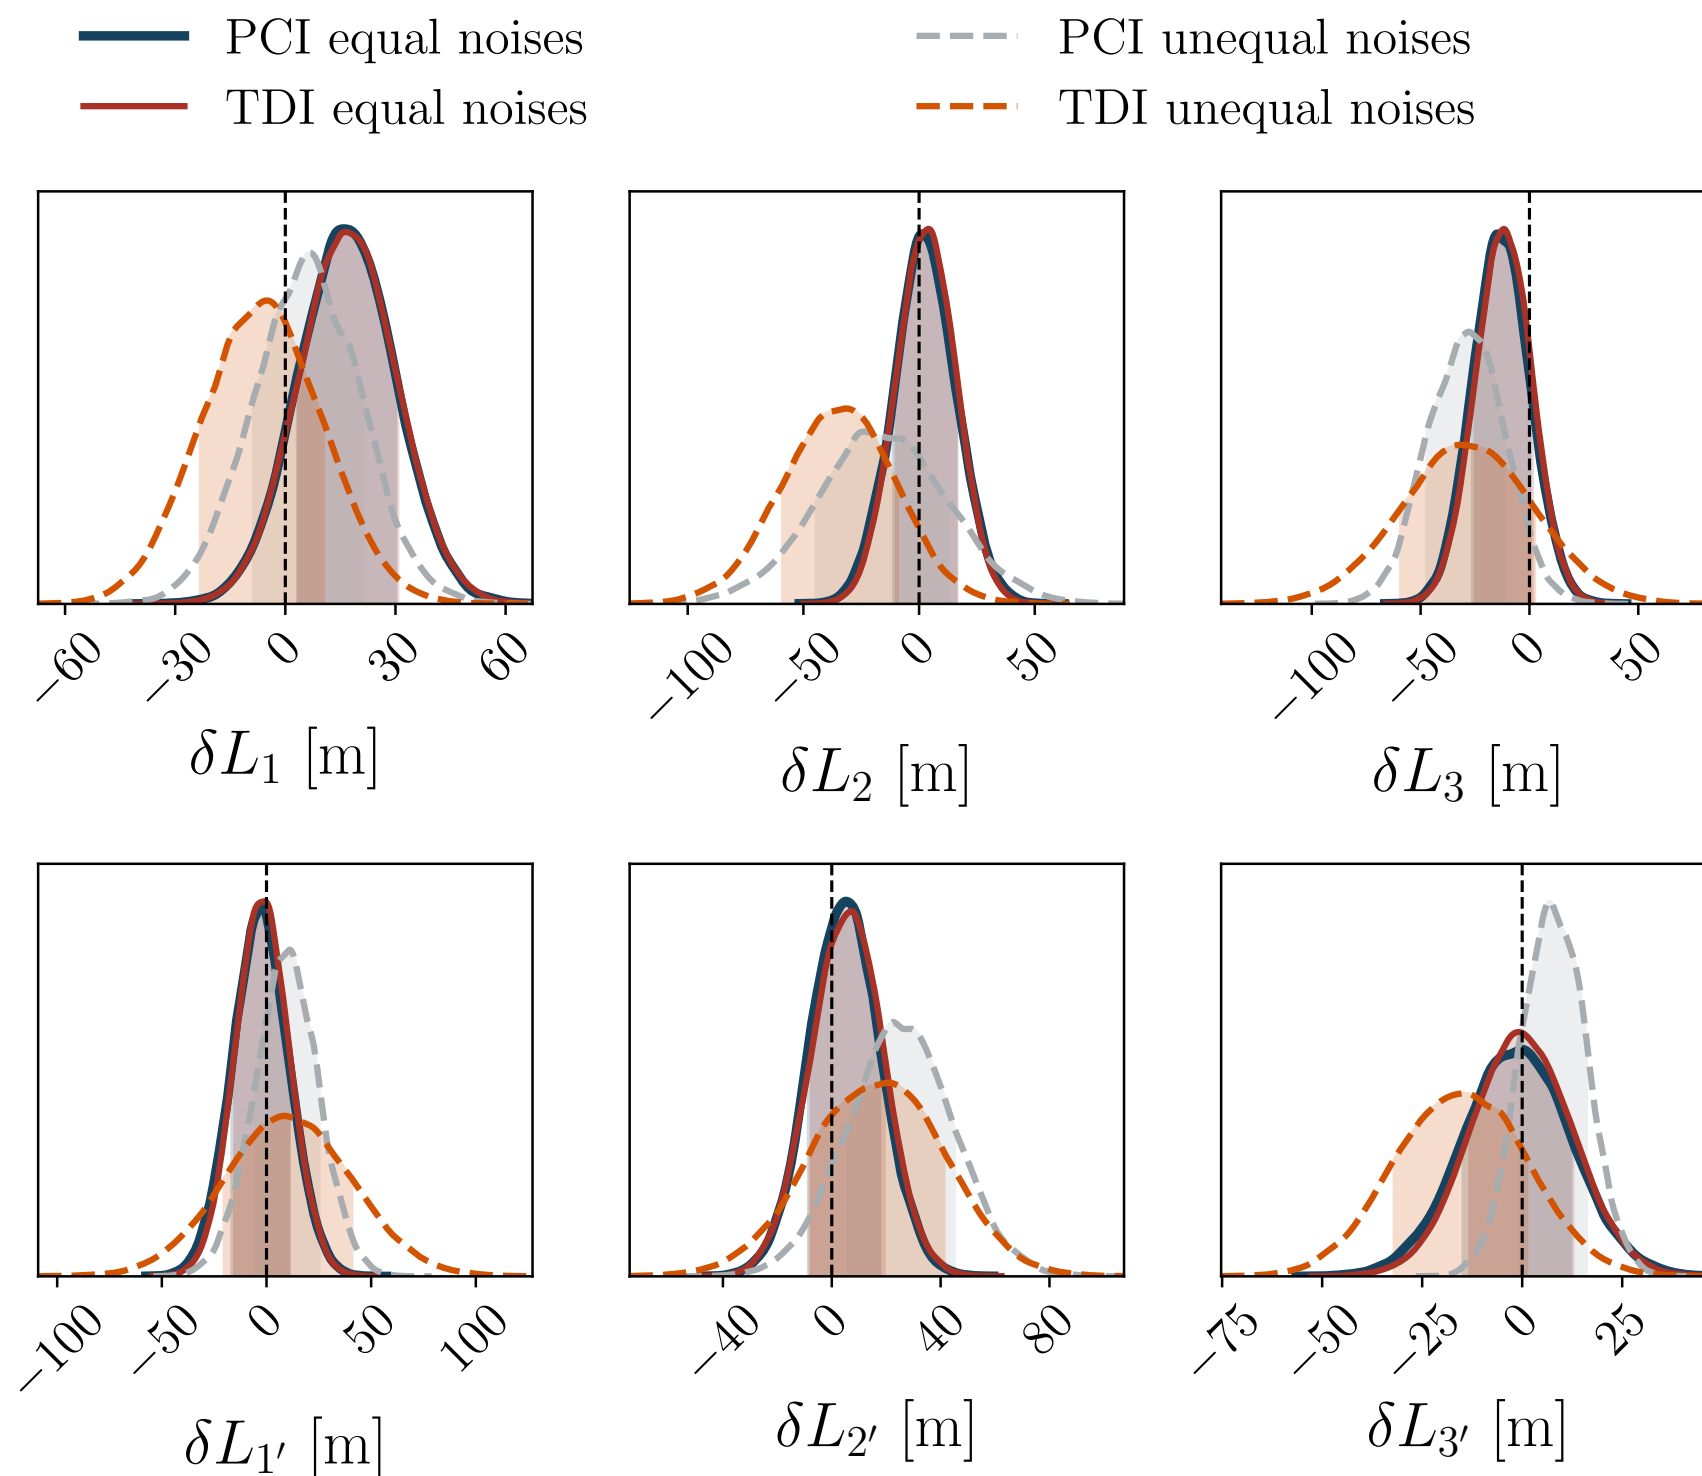 PCI equal noises PCI unequal noises
TDI equal noises TDI unequal noises
−60 −30 0 30 60 −100 −50 0 50 −100 −50 0 50
δL₁ [m] δL₂ [m] δL₃ [m]
−100 −50 0 50 100 −40 0 40 80 −75 −50 −25 0 25
δL₁′ [m] δL₂′ [m] δL₃′ [m]